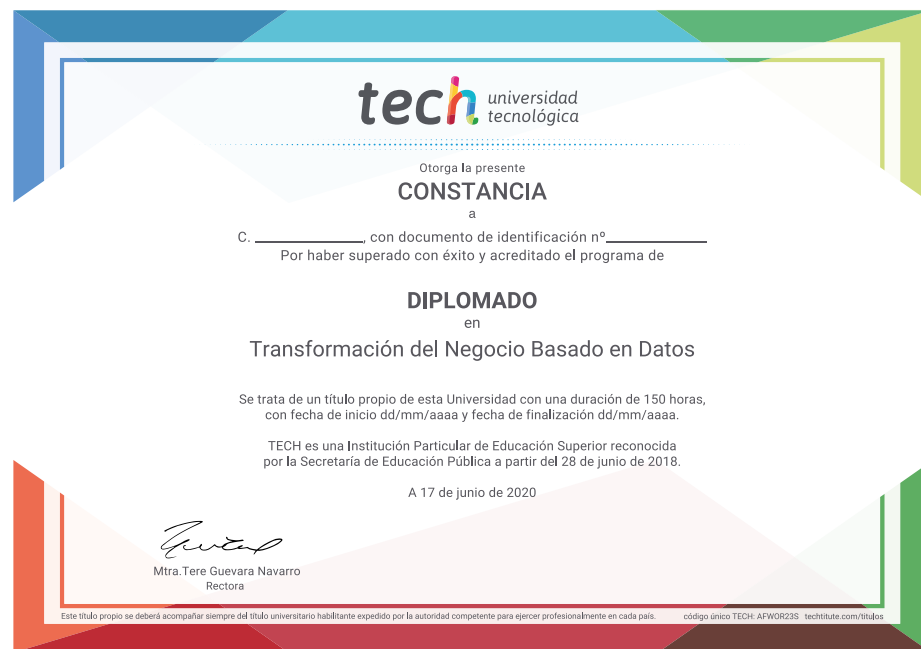 tech universidad
tecnológica
Otorga la presente
CONSTANCIA
a
C. ____________, con documento de identificación nº____________
Por haber superado con éxito y acreditado el programa de
DIPLOMADO
en
Transformación del Negocio Basado en Datos
Se trata de un título propio de esta Universidad con una duración de 150 horas,
con fecha de inicio dd/mm/aaaa y fecha de finalización dd/mm/aaaa.
TECH es una Institución Particular de Educación Superior reconocida
por la Secretaría de Educación Pública a partir del 28 de junio de 2018.
A 17 de junio de 2020
Mtra.Tere Guevara Navarro
Rectora
Este título propio se deberá acompañar siempre del título universitario habilitante expedido por la autoridad competente para ejercer profesionalmente en cada país. código único TECH: AFWOR23S techtitute.com/titulos